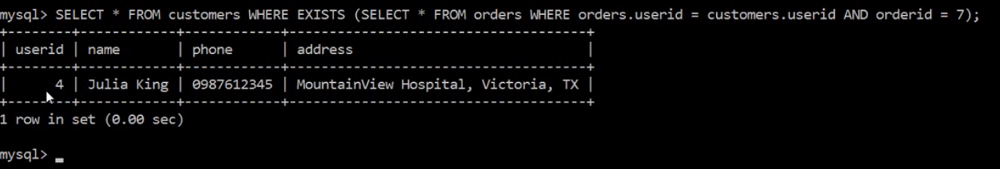 mysql> SELECT * FROM customers WHERE EXISTS (SELECT * FROM orders WHERE orders.userid = customers.userid AND orderid = 7);
+--------+------------+------------+-------------------------------------+
| userid | name       | phone      | address                             |
+--------+------------+------------+-------------------------------------+
|      4 | Julia King | 0987612345 | MountainView Hospital, Victoria, TX |
+--------+------------+------------+-------------------------------------+
1 row in set (0.00 sec)
mysql> _